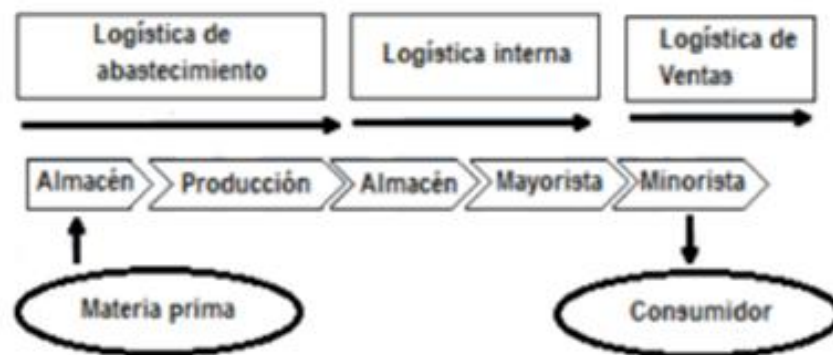 Logística de
abastecimiento
Logística interna
Logística de
Ventas
Almacén
Producción
Almacén
Mayorista
Minorista
Materia prima
Consumidor